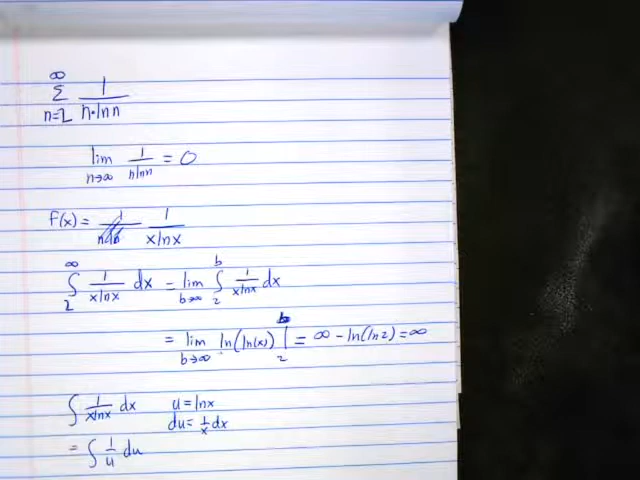 ∞ Σ n=2 1/(n·ln n)
lim n→∞ 1/(n ln n) = 0
f(x) = 1/(x ln x)
∫₂^∞ 1/(x ln x) dx = lim b→∞ ∫₂^b 1/(x ln x) dx
= lim b→∞ ln(ln(x)) |₂^b = ∞ - ln(ln 2) = ∞
∫ 1/(x ln x) dx u = ln x
du = 1/x dx
= ∫ 1/u du